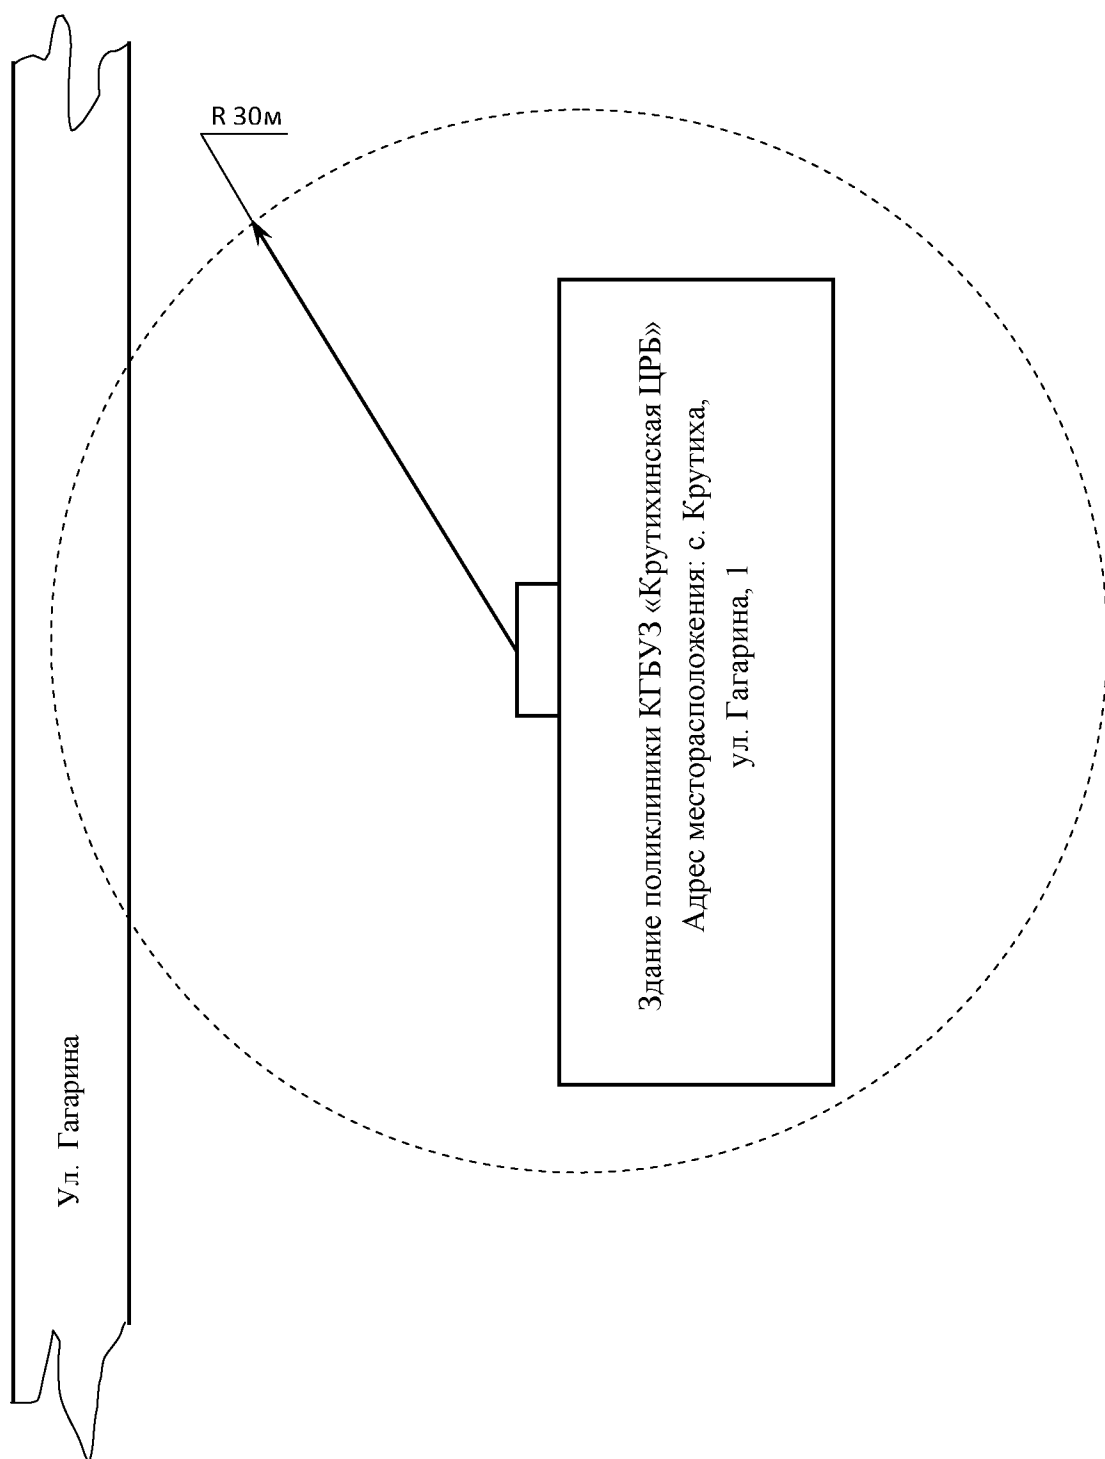 R 30м
Здание поликлиники КГБУЗ «Крутихинская ЦРБ»
Адрес месторасположения: с. Крутиха,
ул. Гагарина, 1
Ул. Гагарина